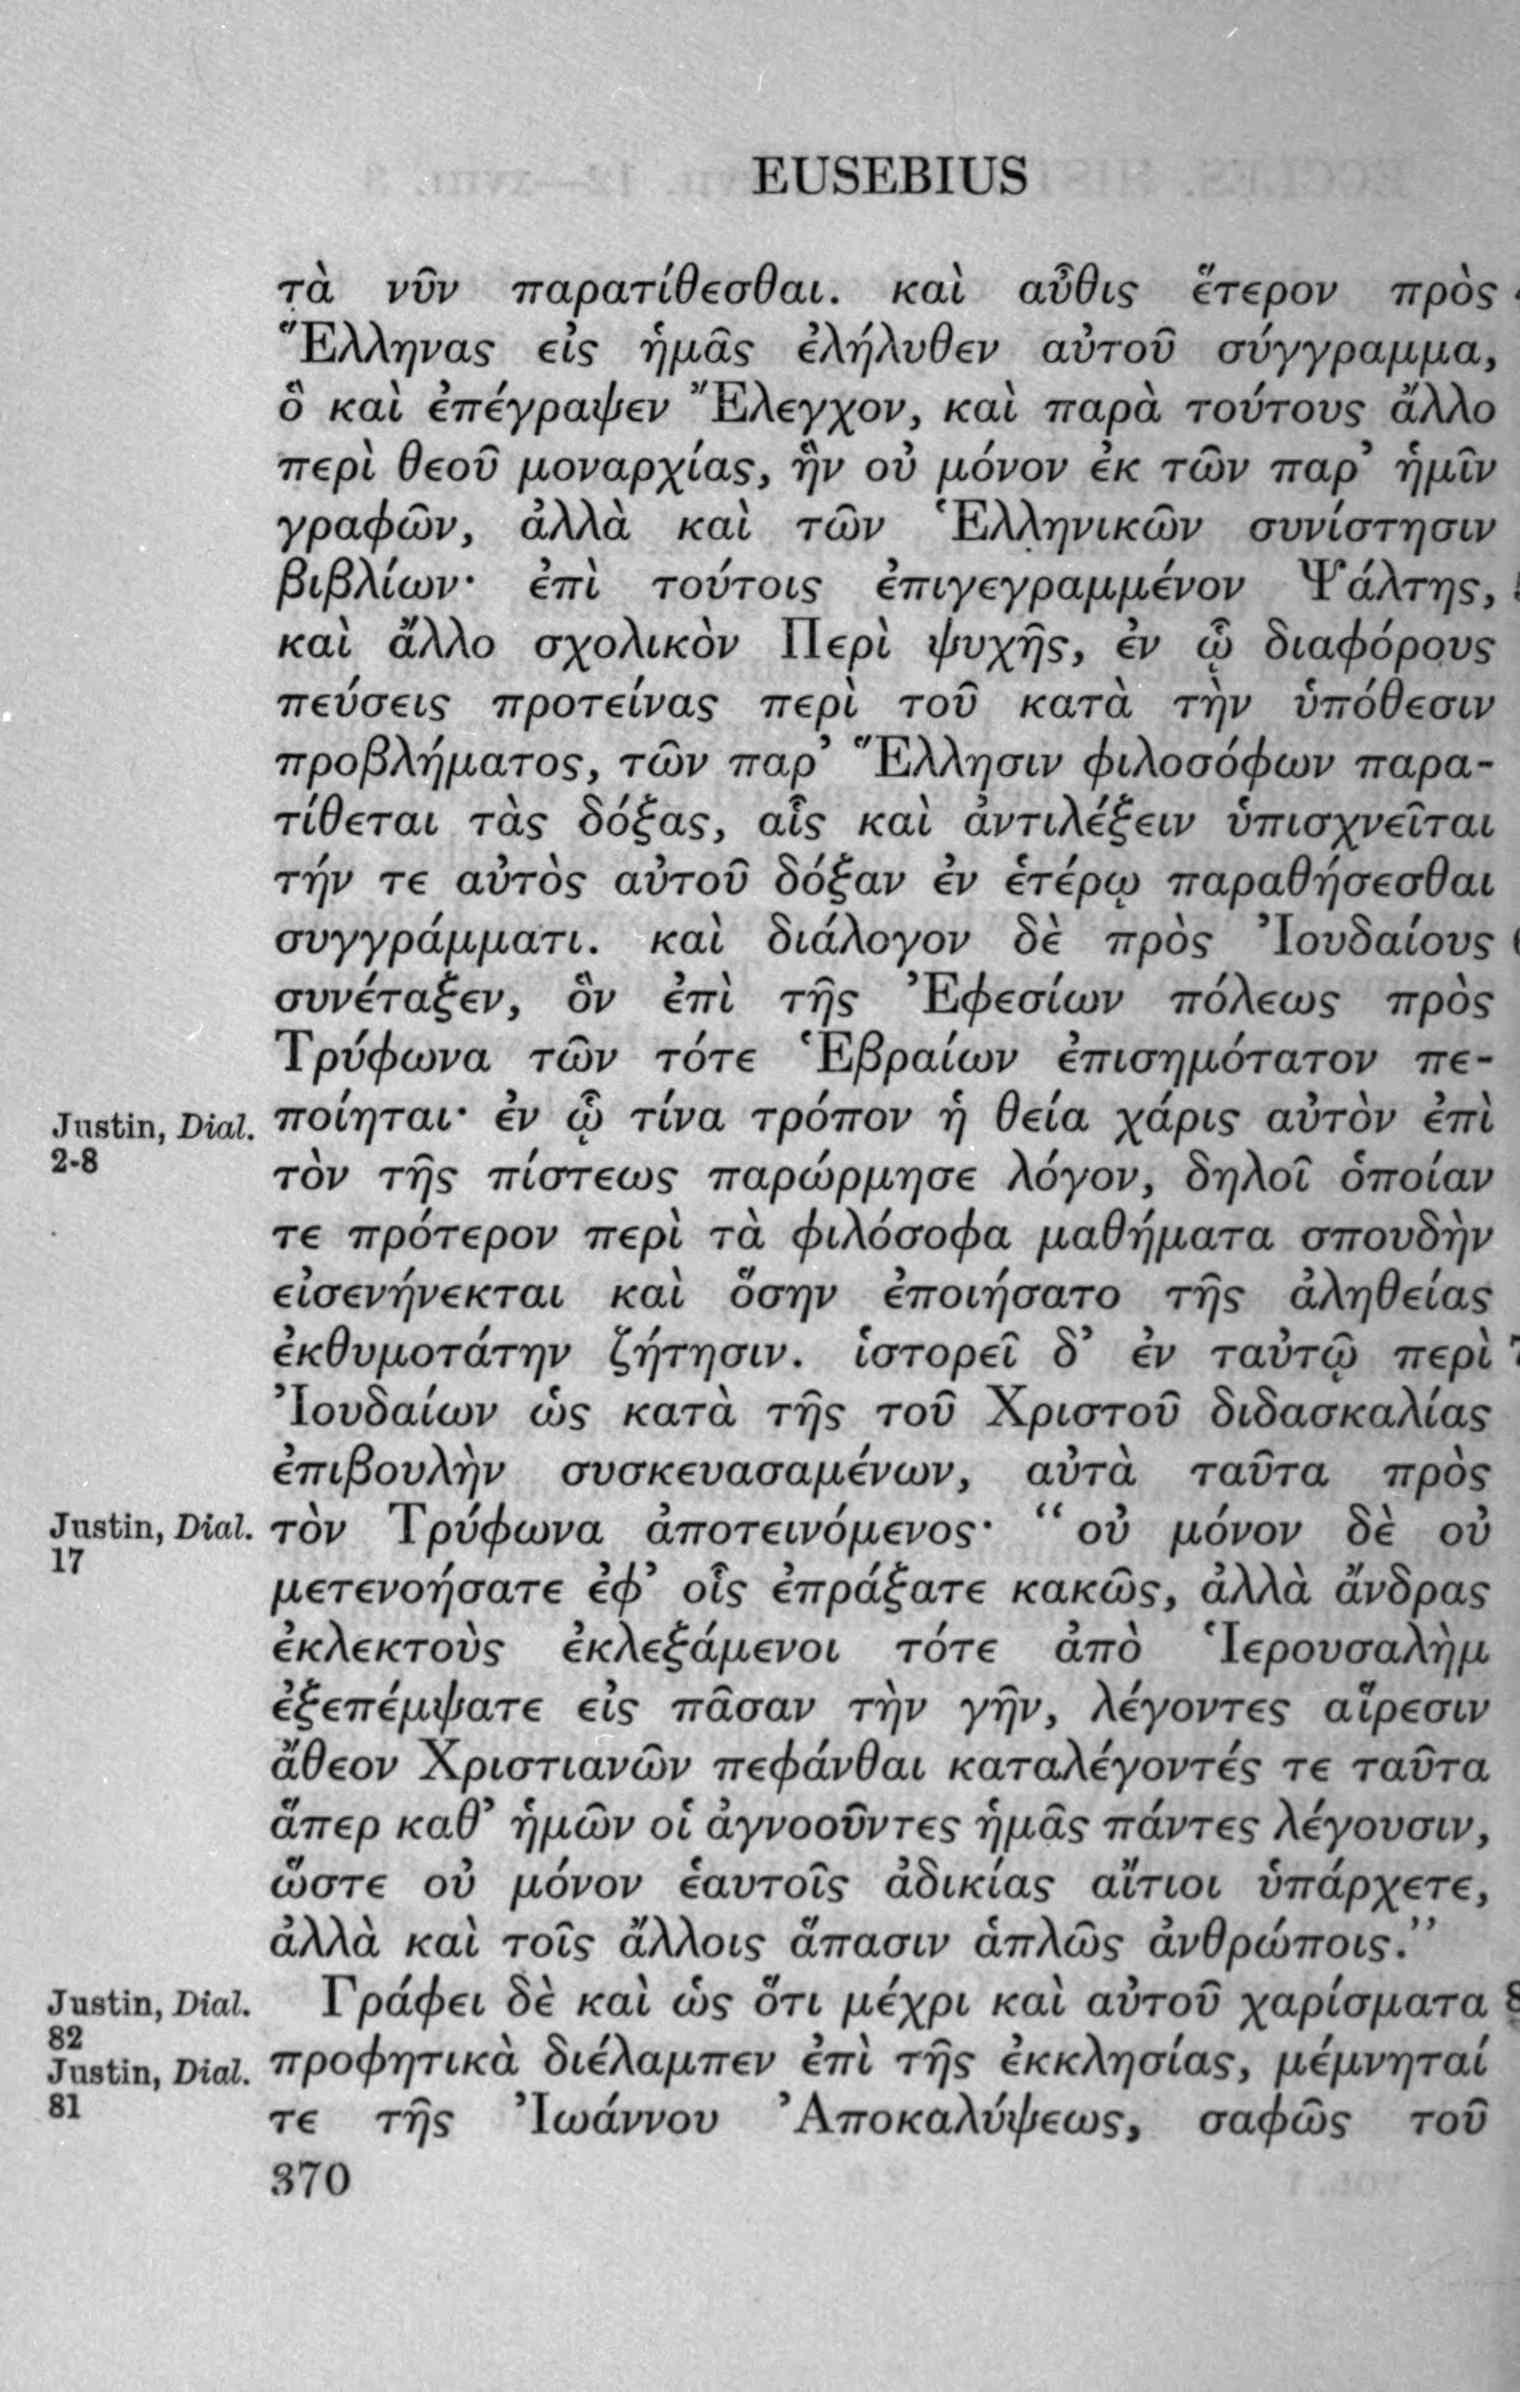 EUSEBIUS
τὰ νῦν παρατίθεσθαι. καὶ αὖθις ἕτερον πρὸς
Ἕλληνας εἰς ἡμᾶς ἐλήλυθεν αὐτοῦ σύγγραμμα,
ὃ καὶ ἐπέγραψεν Ἔλεγχον, καὶ παρὰ τούτους ἄλλο
περὶ θεοῦ μοναρχίας, ἣν οὐ μόνον ἐκ τῶν παρ’ ἡμῖν
γραφῶν, ἀλλὰ καὶ τῶν Ἑλληνικῶν συνίστησιν
βιβλίων· ἐπὶ τούτοις ἐπιγεγραμμένον Ψάλτης,
καὶ ἄλλο σχολικὸν Περὶ ψυχῆς, ἐν ᾧ διαφόρους
πεύσεις προτείνας περὶ τοῦ κατὰ τὴν ὑπόθεσιν
προβλήματος, τῶν παρ’ Ἕλλησιν φιλοσόφων παρα-
τίθεται τὰς δόξας, αἷς καὶ ἀντιλέξειν ὑπισχνεῖται
τήν τε αὐτὸς αὐτοῦ δόξαν ἐν ἑτέρῳ παραθήσεσθαι
συγγράμματι. καὶ διάλογον δὲ πρὸς Ἰουδαίους
συνέταξεν, ὃν ἐπὶ τῆς Ἐφεσίων πόλεως πρὸς
Τρύφωνα τῶν τότε Ἑβραίων ἐπισημότατον πε-
Justin, Dial. ποίηται· ἐν ᾧ τίνα τρόπον ἡ θεία χάρις αὐτὸν ἐπὶ
2-8 τὸν τῆς πίστεως παρώρμησε λόγον, δηλοῖ ὁποίαν
τε πρότερον περὶ τὰ φιλόσοφα μαθήματα σπουδὴν
εἰσενήνεκται καὶ ὅσην ἐποιήσατο τῆς ἀληθείας
ἐκθυμοτάτην ζήτησιν. ἱστορεῖ δ’ ἐν ταὐτῷ περὶ
Ἰουδαίων ὡς κατὰ τῆς τοῦ Χριστοῦ διδασκαλίας
ἐπιβουλὴν συσκευασαμένων, αὐτὰ ταῦτα πρὸς
Justin, Dial. τὸν Τρύφωνα ἀποτεινόμενος· “οὐ μόνον δὲ οὐ
17 μετενοήσατε ἐφ’ οἷς ἐπράξατε κακῶς, ἀλλὰ ἄνδρας
ἐκλεκτοὺς ἐκλεξάμενοι τότε ἀπὸ Ἱερουσαλὴμ
ἐξεπέμψατε εἰς πᾶσαν τὴν γῆν, λέγοντες αἵρεσιν
ἄθεον Χριστιανῶν πεφάνθαι καταλέγοντές τε ταῦτα
ἅπερ καθ’ ἡμῶν οἱ ἀγνοοῦντες ἡμᾶς πάντες λέγουσιν,
ὥστε οὐ μόνον ἑαυτοῖς ἀδικίας αἴτιοι ὑπάρχετε,
ἀλλὰ καὶ τοῖς ἄλλοις ἅπασιν ἁπλῶς ἀνθρώποις.”
Justin, Dial. Γράφει δὲ καὶ ὡς ὅτι μέχρι καὶ αὐτοῦ χαρίσματα 8
82
Justin, Dial. προφητικὰ διέλαμπεν ἐπὶ τῆς ἐκκλησίας, μέμνηταί
81 τε τῆς Ἰωάννου Ἀποκαλύψεως, σαφῶς τοῦ
370